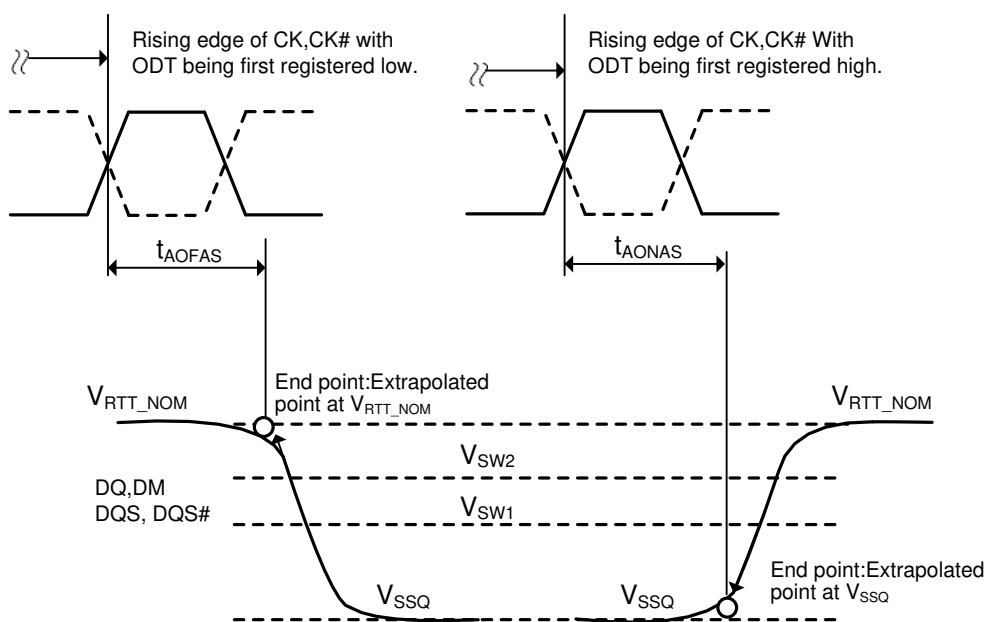 Rising edge of CK,CK# with
ODT being first registered low.
Rising edge of CK,CK# With
ODT being first registered high.
tAOFAS
tAONAS
End point:Extrapolated
point at VRTT_NOM
VRTT_NOM
VRTT_NOM
VSW2
DQ,DM
DQS, DQS#
VSW1
End point:Extrapolated
point at VSSQ
VSSQ
VSSQ